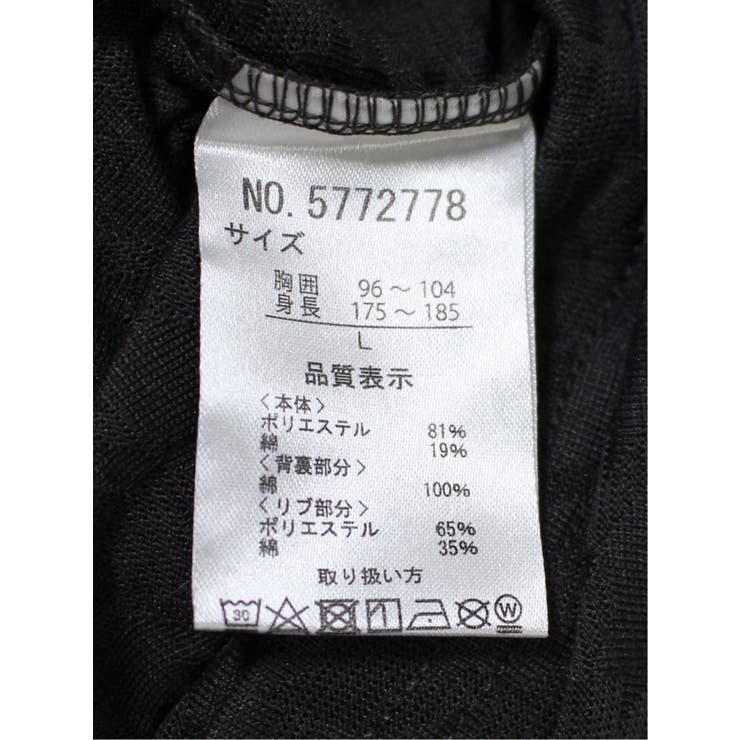 NO. 5772778
サイズ
胸囲 96～104
身長 175～185
L
品質表示
〈本体〉
ポリエステル 81%
綿 19%
〈背裏部分〉
綿 100%
〈リブ部分〉
ポリエステル 65%
綿 35%
取り扱い方
30
W